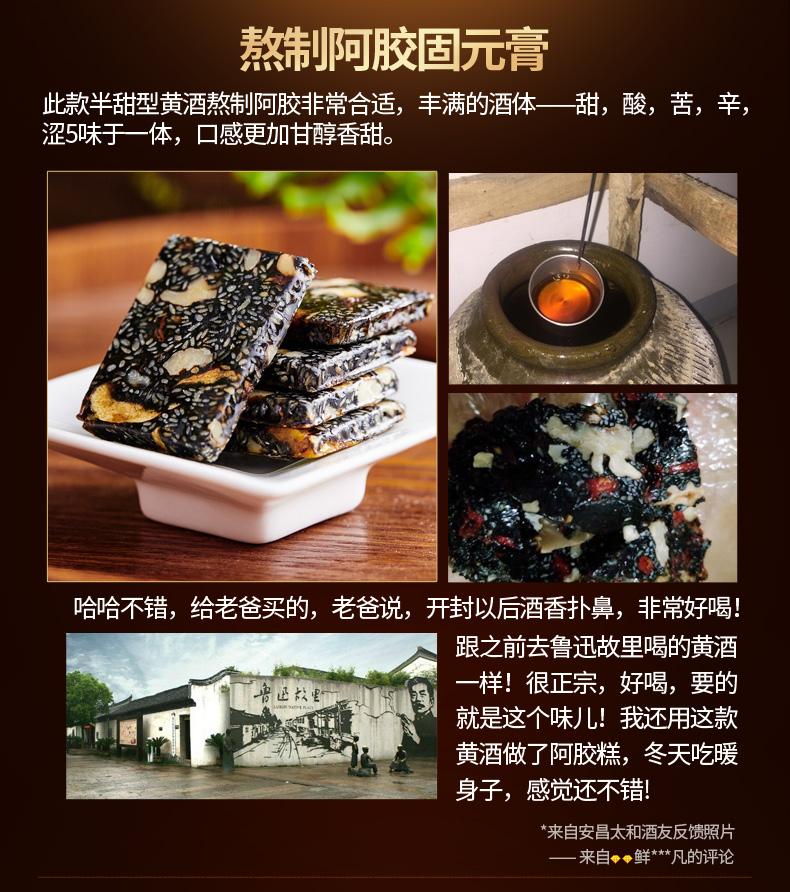 熬制阿胶固元膏
此款半甜型黄酒熬制阿胶非常合适，丰满的酒体——甜，酸，苦，辛，
涩5味于一体，口感更加甘醇香甜。
哈哈不错，给老爸买的，老爸说，开封以后酒香扑鼻，非常好喝！
鲁迅故里
LUXUN NATIVE PLACE
跟之前去鲁迅故里喝的黄酒
一样！很正宗，好喝，要的
就是这个味儿！我还用这款
黄酒做了阿胶糕，冬天吃暖
身子，感觉还不错!
*来自安昌太和酒友反馈照片
—— 来自鲜***凡的评论